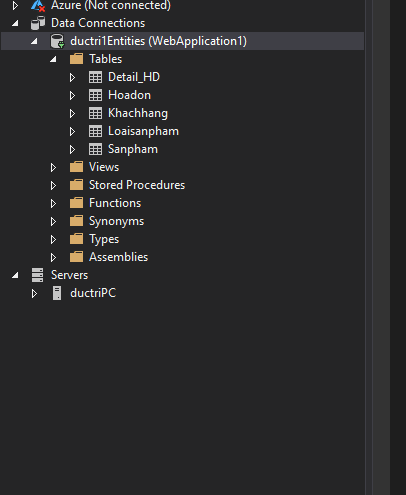 Azure (Not connected)
Data Connections
ductri1Entities (WebApplication1)
Tables
Detail_HD
Hoadon
Khachhang
Loaisanpham
Sanpham
Views
Stored Procedures
Functions
Synonyms
Types
Assemblies
Servers
ductriPC